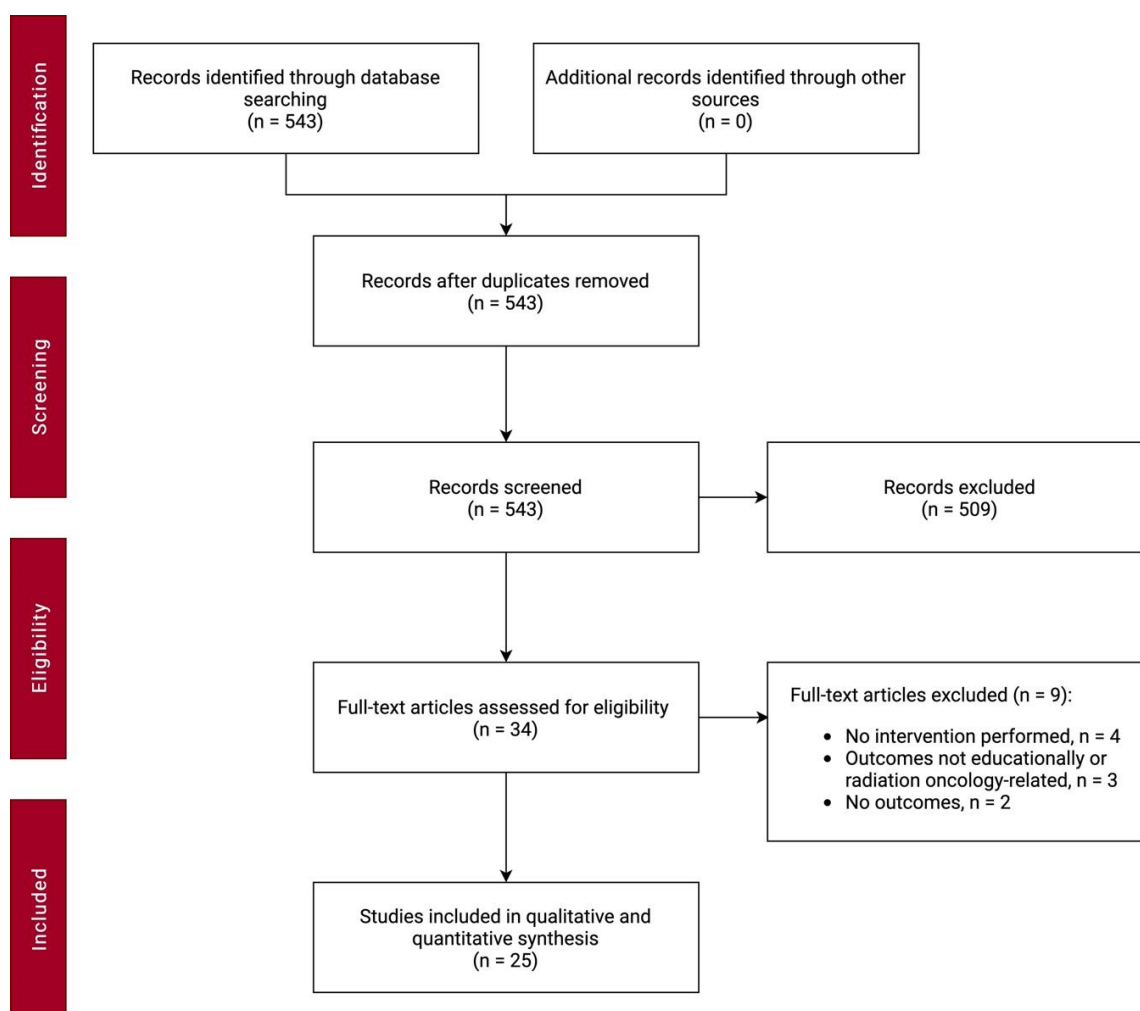 Identification
Records identified through database
searching
(n = 543)
Additional records identified through other
sources
(n = 0)
Records after duplicates removed
(n = 543)
Screening
Records screened
(n = 543)
Records excluded
(n = 509)
Eligibility
Full-text articles assessed for eligibility
(n = 34)
Full-text articles excluded (n = 9):
• No intervention performed, n = 4
• Outcomes not educationally or
radiation oncology-related, n = 3
• No outcomes, n = 2
Included
Studies included in qualitative and
quantitative synthesis
(n = 25)